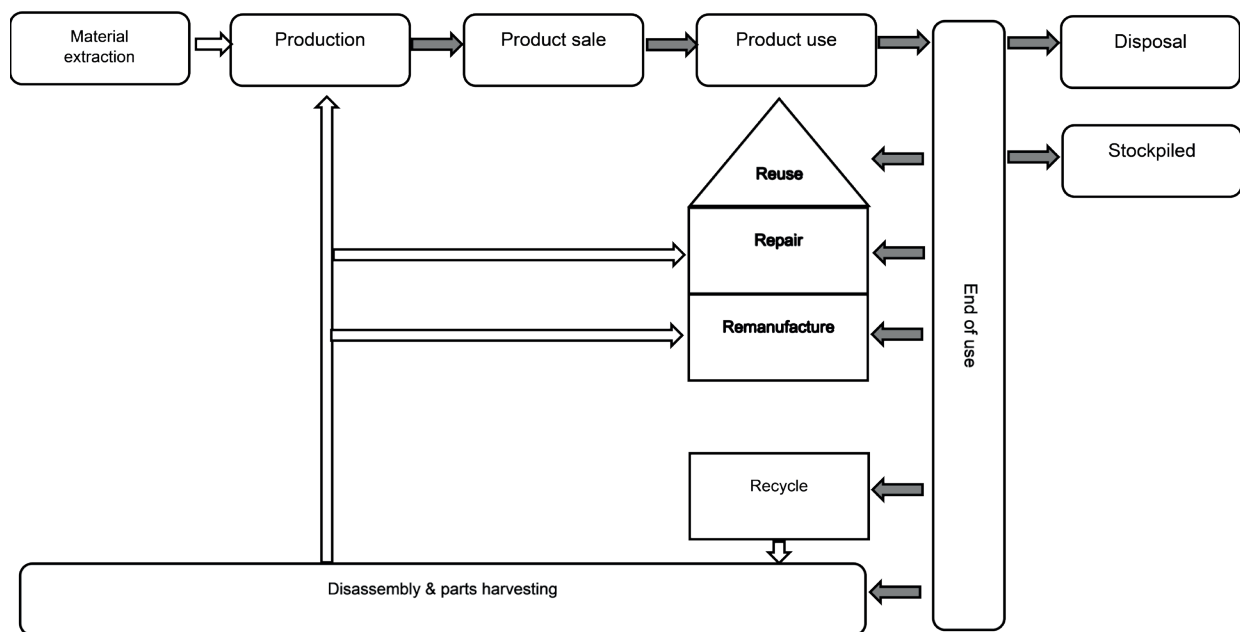 Material
extraction
Production
Product sale
Product use
Disposal
Stockpiled
Reuse
Repair
Remanufacture
End of use
Recycle
Disassembly & parts harvesting